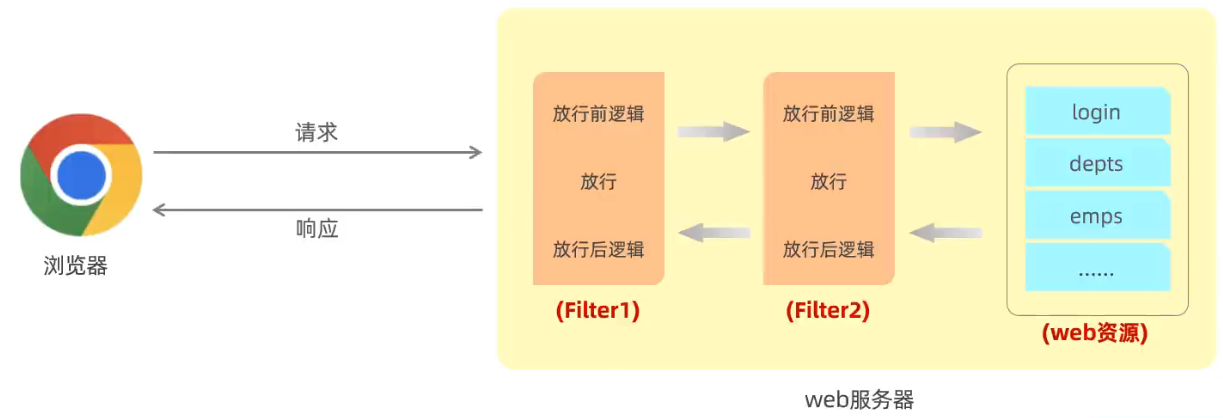 请求
响应
浏览器
放行前逻辑
放行
放行后逻辑
(Filter1)
放行前逻辑
放行
放行后逻辑
(Filter2)
login
depts
emps
......
(web资源)
web服务器